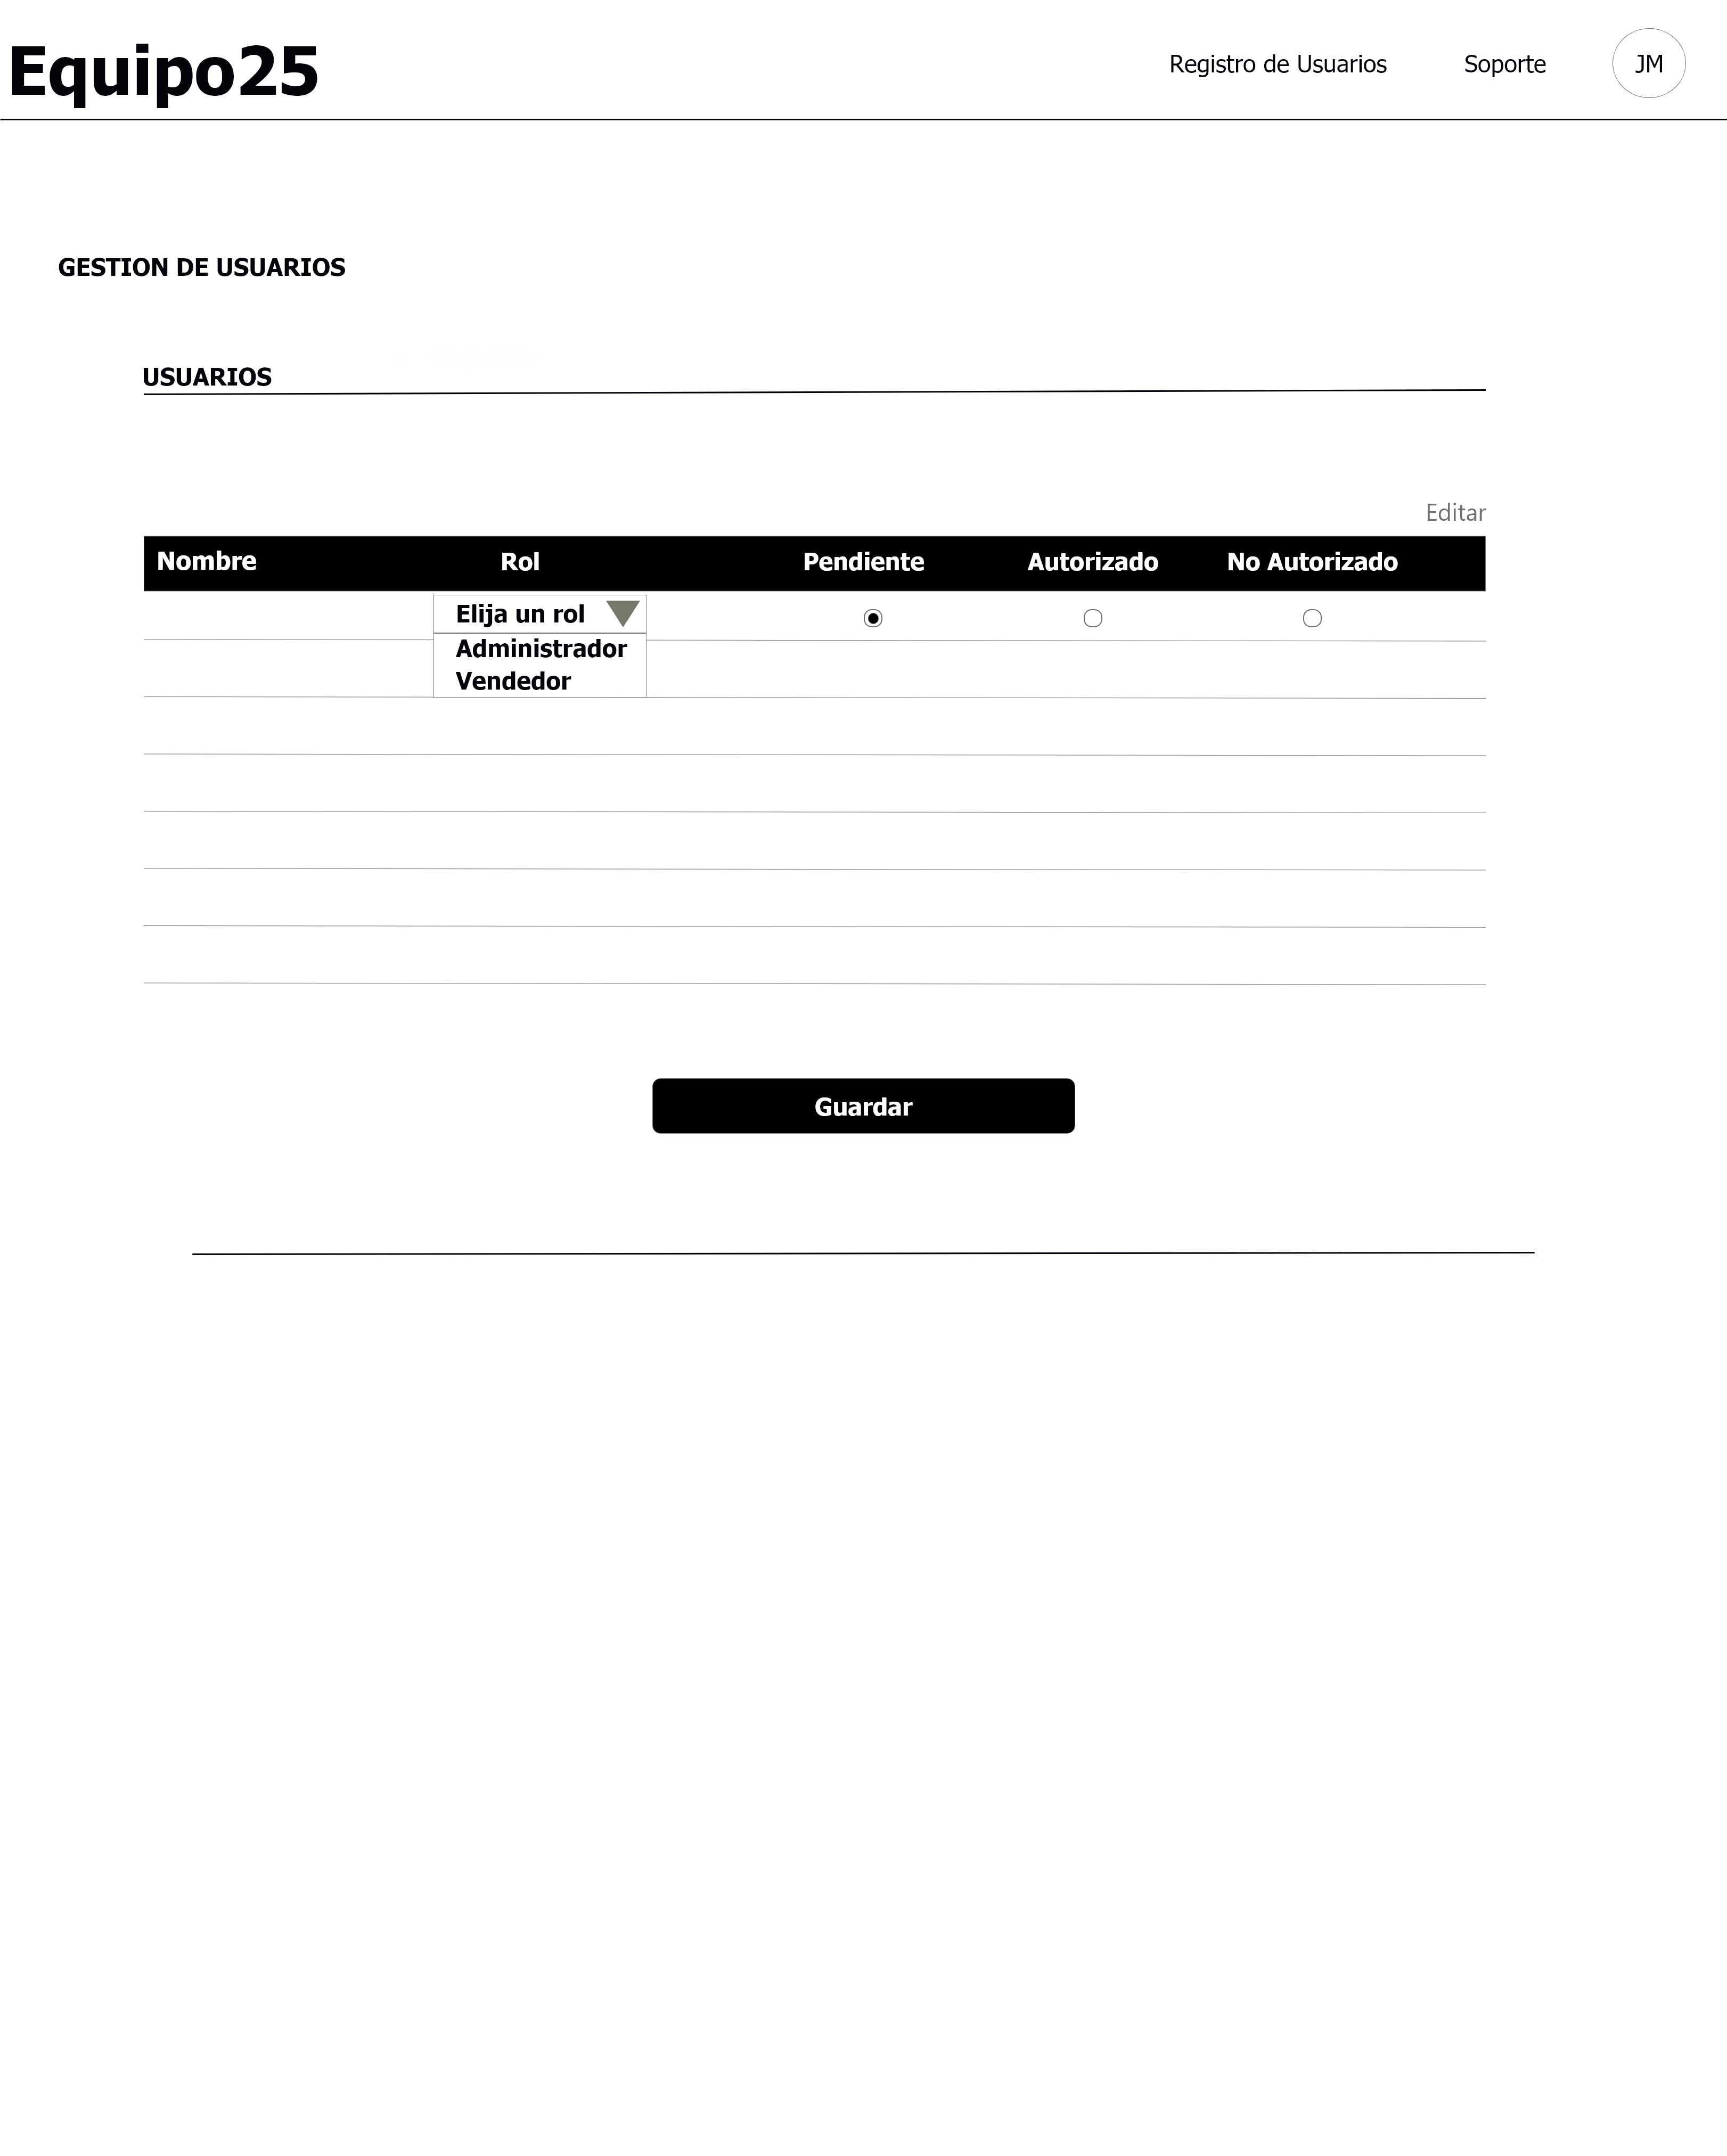 Equipo25 Registro de Usuarios Soporte JM
GESTION DE USUARIOS
USUARIOS
Editar
Nombre Rol Pendiente Autorizado No Autorizado
Elija un rol
Administrador
Vendedor
Guardar